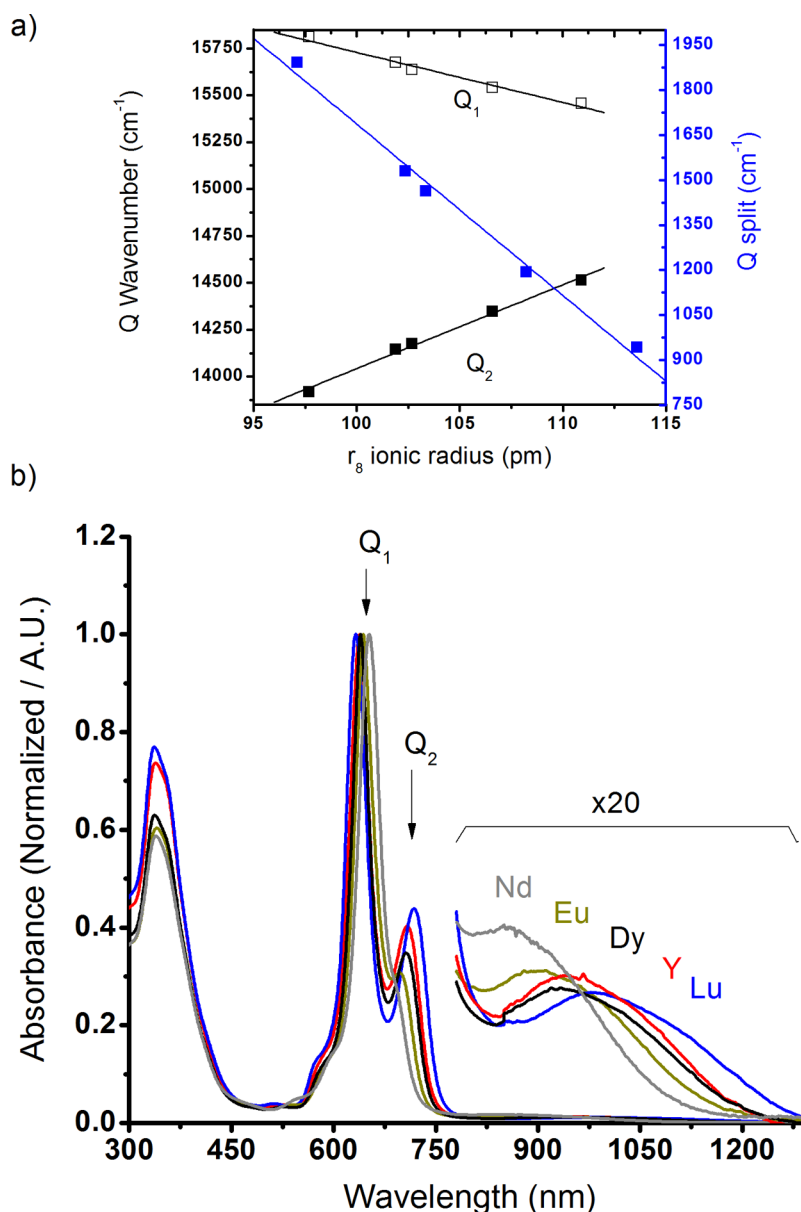 a)
15750
15500
15250
15000
14750
14500
14250
14000
Q Wavenumber (cm⁻¹)
Q₁
Q₂
1950
1800
1650
1500
1350
1200
1050
900
750
Q split (cm⁻¹)
95 100 105 110 115
r₈ ionic radius (pm)
b)
1.2
1.0
0.8
0.6
0.4
0.2
0.0
Absorbance (Normalized / A.U.)
Q₁
Q₂
x20
Nd
Eu
Dy
Y
Lu
300 450 600 750 900 1050 1200
Wavelength (nm)